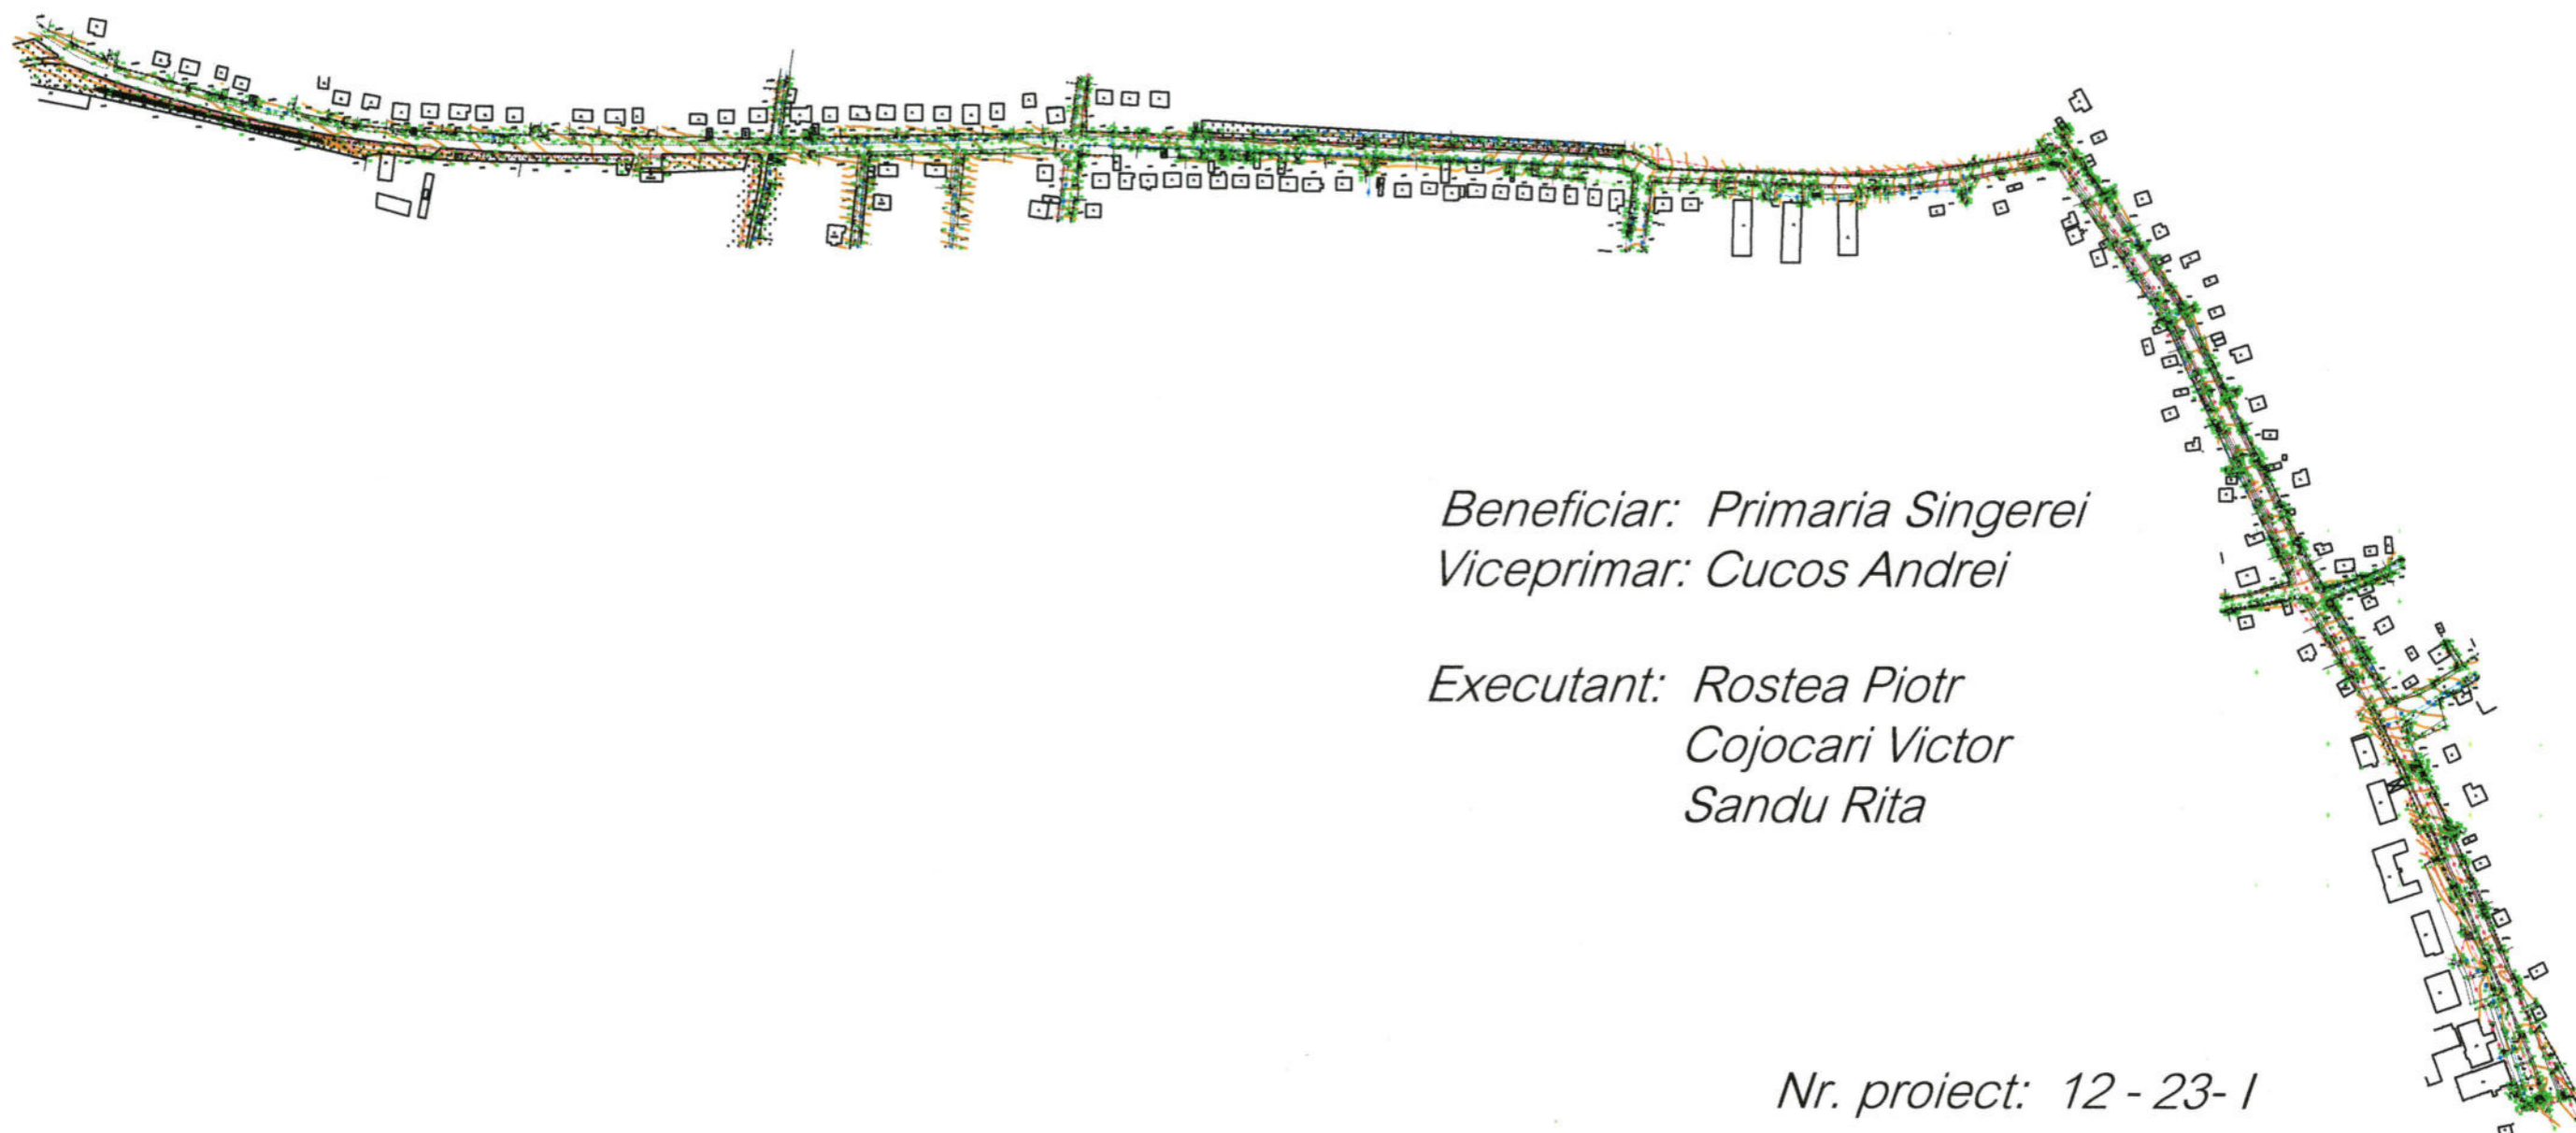 Beneficiar: Primaria Singerei
Viceprimar: Cucos Andrei
Executant: Rostea Piotr
Cojocari Victor
Sandu Rita
Nr. proiect: 12 - 23- I